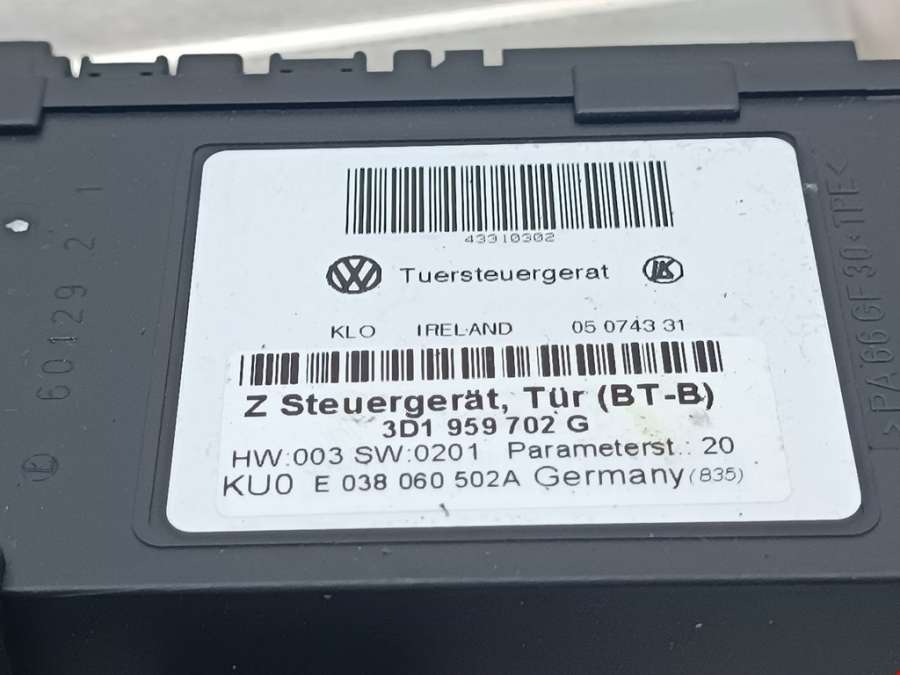 43310302
Tuersteuergerat
KLO IRELAND 05 0743 31
Z Steuergerät, Tür (BT-B)
3D1 959 702 G
HW:003 SW:0201 Parameterst.: 20
KU0 E 038 060 502A Germany (835)
60129 2 1
>PA 66 GF 30<TPE<